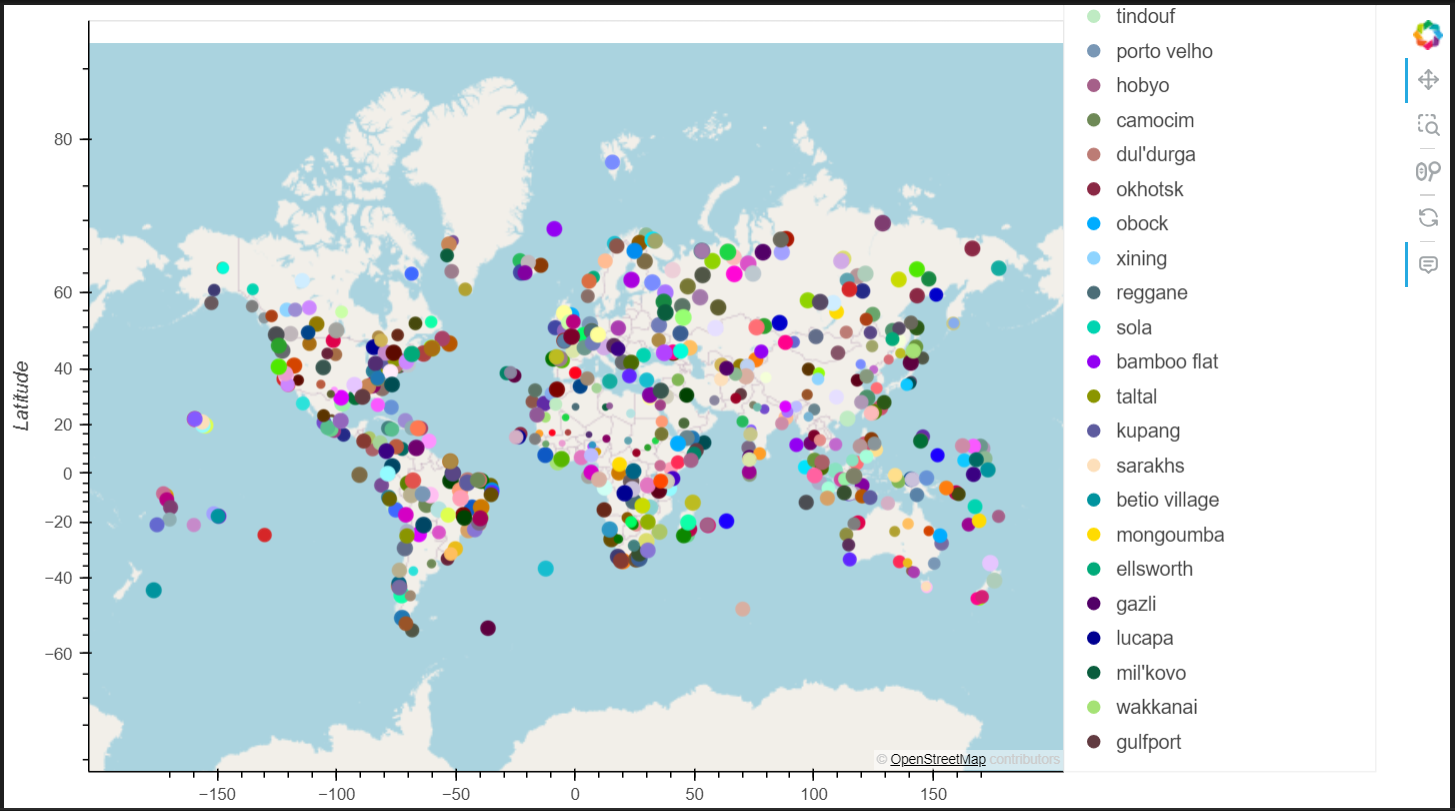 Latitude
80
60
40
20
0
−20
−40
−60
−150
−100
−50
0
50
100
150
© OpenStreetMap contributors
tindouf
porto velho
hobyo
camocim
dul'durga
okhotsk
obock
xining
reggane
sola
bamboo flat
taltal
kupang
sarakhs
betio village
mongoumba
ellsworth
gazli
lucapa
mil'kovo
wakkanai
gulfport